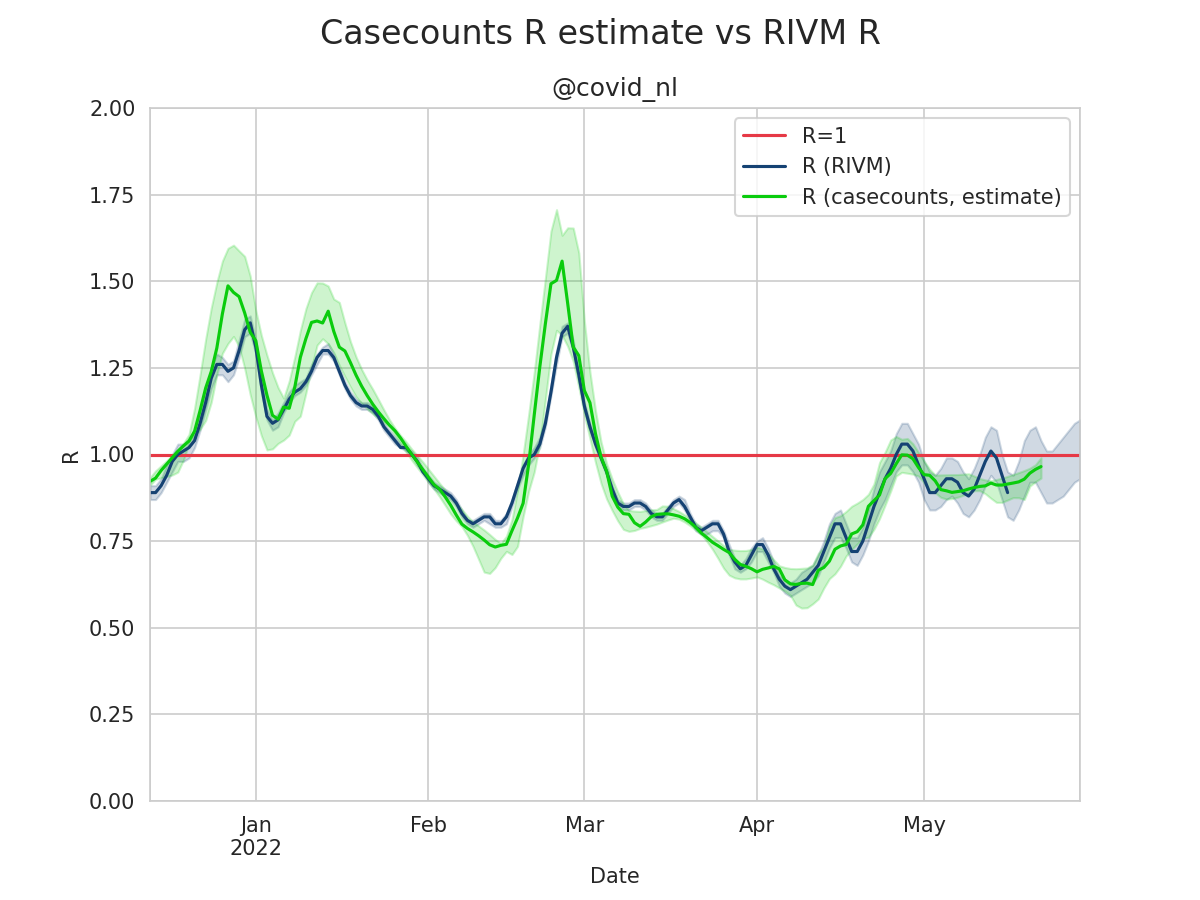 Casecounts R estimate vs RIVM R
@covid_nl
R=1
R (RIVM)
R (casecounts, estimate)
2.00
1.75
1.50
1.25
1.00
0.75
0.50
0.25
0.00
R
Jan Feb Mar Apr May
2022
Date